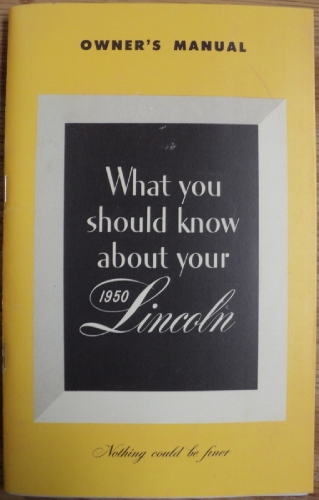 OWNER'S MANUAL
What you
should know
about your
1950 Lincoln
Nothing could be finer